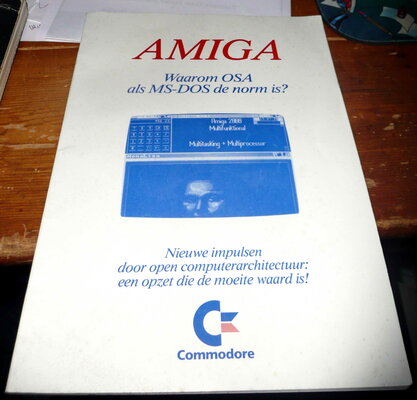 AMIGA
Waarom OSA
als MS-DOS de norm is?
Amiga 2000
Multifunktional
Multitasking + Multiprocessor
Nieuwe impulsen
door open computerarchitectuur:
een opzet die de moeite waard is!
Commodore